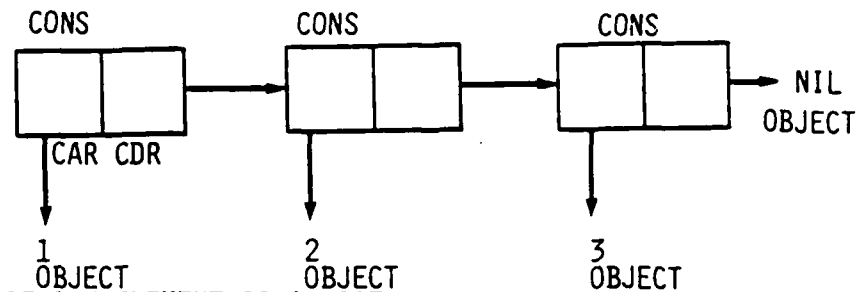 CONS CONS CONS
NIL
OBJECT
CAR CDR
1 2 3
OBJECT OBJECT OBJECT